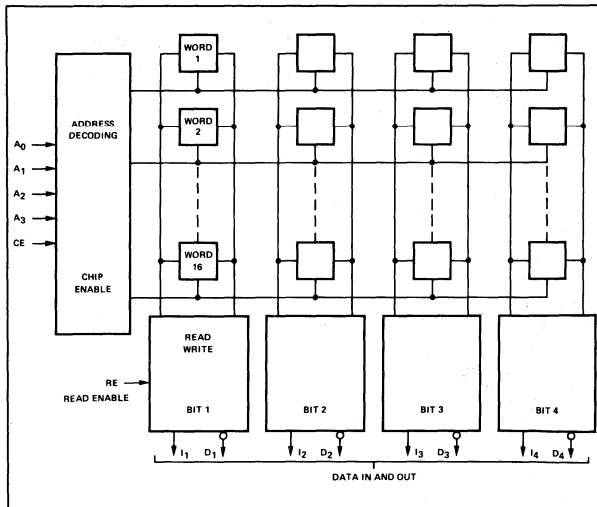 WORD
1
ADDRESS
DECODING
WORD
2
A0
A1
A2
A3
CE
WORD
16
CHIP
ENABLE
READ
WRITE
RE
READ ENABLE
BIT 1
BIT 2
BIT 3
BIT 4
I1 D1 I2 D2 I3 D3 I4 D4
DATA IN AND OUT